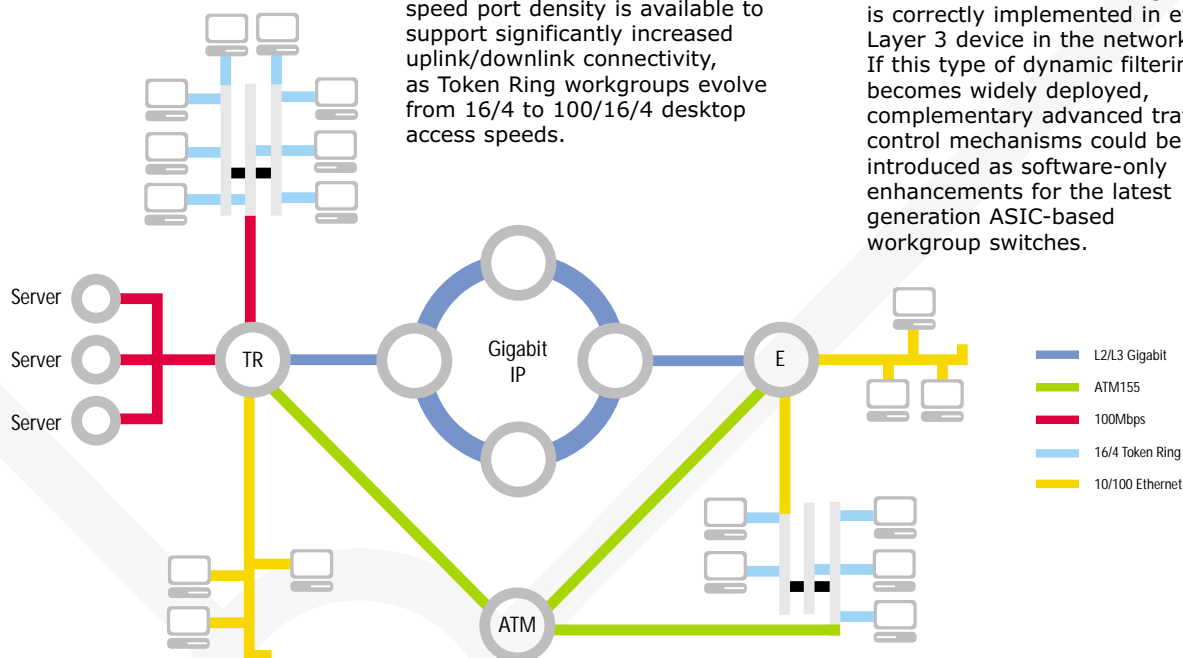 speed port density is available to
support significantly increased
uplink/downlink connectivity,
as Token Ring workgroups evolve
from 16/4 to 100/16/4 desktop
access speeds.
is correctly implemented in
Layer 3 device in the network
If this type of dynamic
becomes widely deployed,
complementary advanced
control mechanisms could be
introduced as software-only
enhancements for the latest
generation ASIC-based
workgroup switches.
Server
Server
Server
TR
Gigabit
IP
E
ATM
L2/L3 Gigabit
ATM155
100Mbps
16/4 Token Ring
10/100 Ethernet